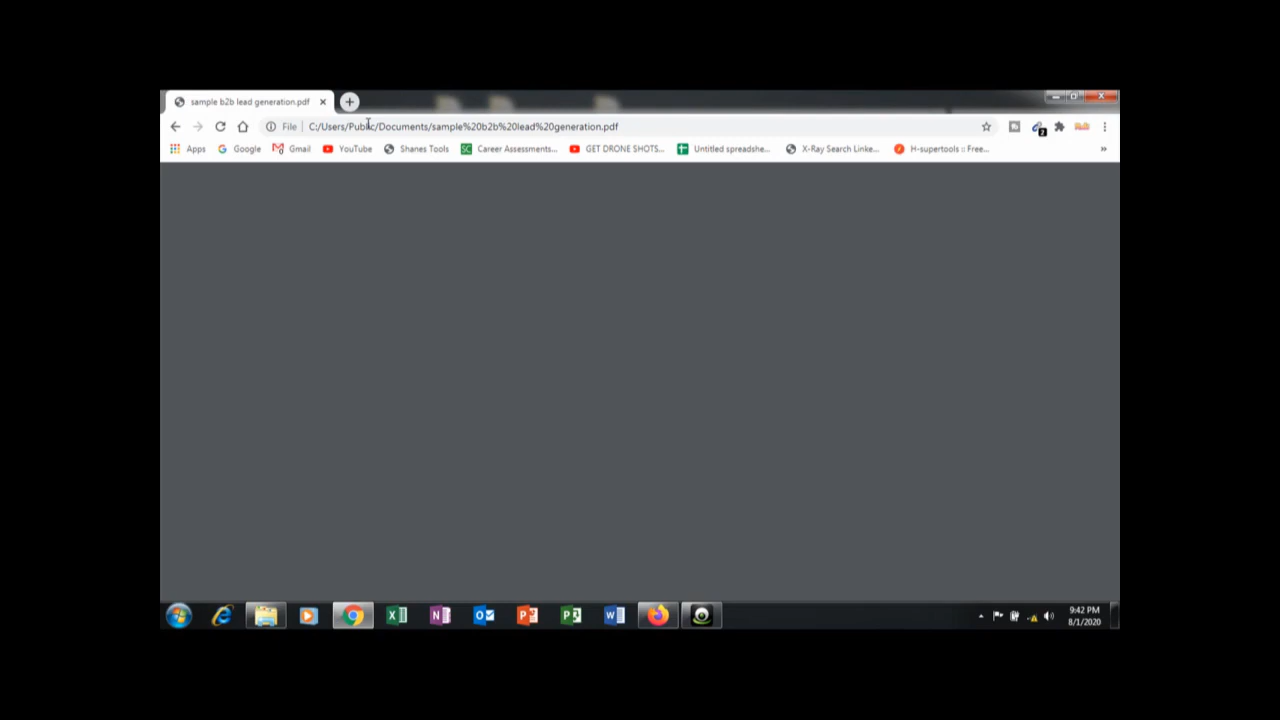 sample b2b lead generation.pdf
File C:/Users/Public/Documents/sample%20b2b%20lead%20generation.pdf
Apps Google Gmail YouTube Shanes Tools Career Assessments... GET DRONE SHOTS... Untitled spreadshe... X-Ray Search Linke... H-supertools :: Free... »
9:42 PM
8/1/2020